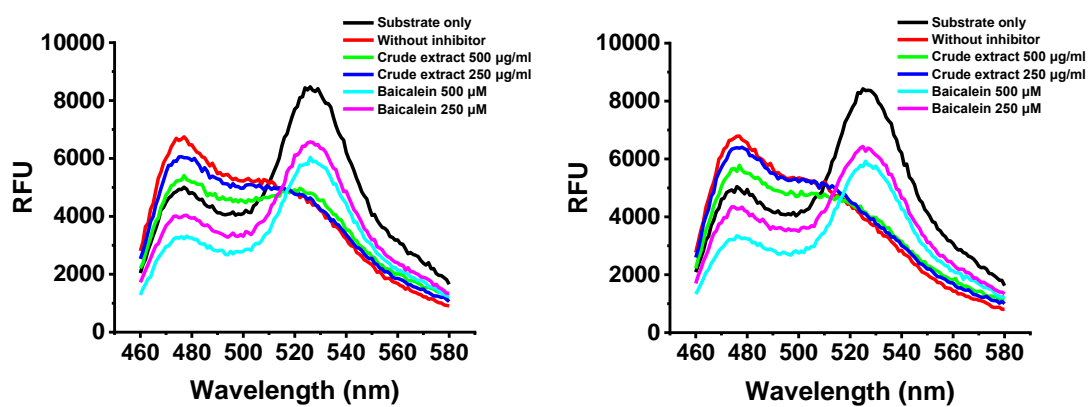 Substrate only
Without inhibitor
Crude extract 500 µg/ml
Crude extract 250 µg/ml
Baicalein 500 µM
Baicalein 250 µM
10000
8000
6000
4000
2000
0
RFU
460 480 500 520 540 560 580
Wavelength (nm)
Substrate only
Without inhibitor
Crude extract 500 µg/ml
Crude extract 250 µg/ml
Baicalein 500 µM
Baicalein 250 µM
10000
8000
6000
4000
2000
0
RFU
460 480 500 520 540 560 580
Wavelength (nm)